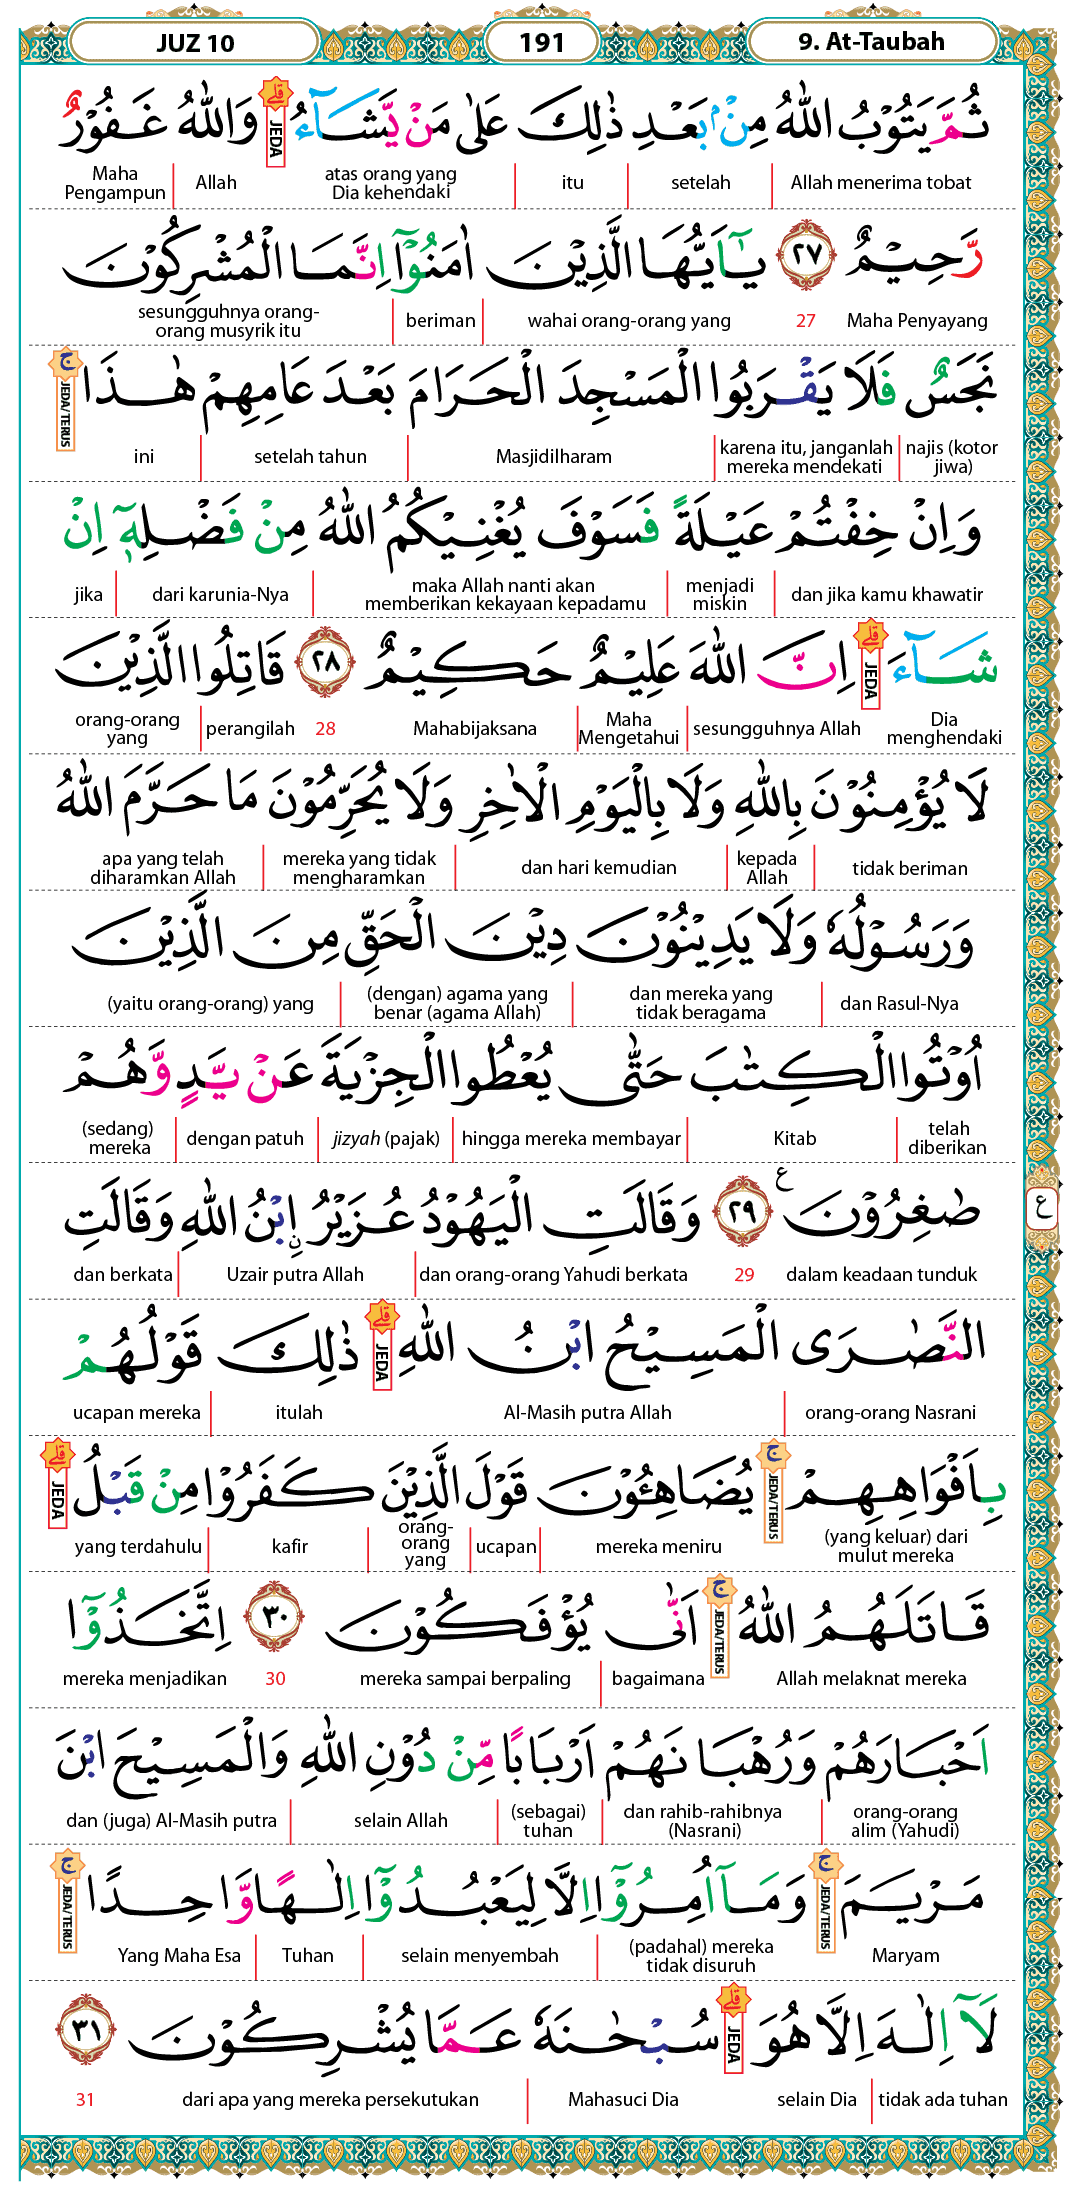 JUZ 10 191 9. At-Taubah
ثُمَّ يَتُوْبُ اللّٰهُ مِنْۢ بَعْدِ ذٰلِكَ عَلٰى مَنْ يَّشَاۤءُ ۗ وَاللّٰهُ غَفُوْرٌ
Allah menerima tobat setelah itu atas orang yang Dia kehendaki JEDA Allah Maha Pengampun
رَّحِيْمٌ ٢٧ يٰٓاَيُّهَا الَّذِيْنَ اٰمَنُوْٓا اِنَّمَا الْمُشْرِكُوْنَ
Maha Penyayang 27 wahai orang-orang yang beriman sesungguhnya orang-orang musyrik itu
نَجَسٌ فَلَا يَقْرَبُوا الْمَسْجِدَ الْحَرَامَ بَعْدَ عَامِهِمْ هٰذَا ۚ
najis (kotor jiwa) karena itu, janganlah mereka mendekati Masjidilharam setelah tahun ini JEDA/TERUS
وَاِنْ خِفْتُمْ عَيْلَةً فَسَوْفَ يُغْنِيْكُمُ اللّٰهُ مِنْ فَضْلِهٖٓ اِنْ
dan jika kamu khawatir menjadi miskin maka Allah nanti akan memberikan kekayaan kepadamu dari karunia-Nya jika
شَاۤءَ ۗ اِنَّ اللّٰهَ عَلِيْمٌ حَكِيْمٌ ٢٨ قَاتِلُوا الَّذِيْنَ
Dia menghendaki JEDA sesungguhnya Allah Maha Mengetahui Mahabijaksana 28 perangilah orang-orang yang
لَا يُؤْمِنُوْنَ بِاللّٰهِ وَلَا بِالْيَوْمِ الْاٰخِرِ وَلَا يُحَرِّمُوْنَ مَا حَرَّمَ اللّٰهُ
tidak beriman kepada Allah dan hari kemudian mereka yang tidak mengharamkan apa yang telah diharamkan Allah
وَرَسُوْلُهٗ وَلَا يَدِيْنُوْنَ دِيْنَ الْحَقِّ مِنَ الَّذِيْنَ
dan Rasul-Nya dan mereka yang tidak beragama (dengan) agama yang benar (agama Allah) (yaitu orang-orang) yang
اُوْتُوا الْكِتٰبَ حَتّٰى يُعْطُوا الْجِزْيَةَ عَنْ يَّدٍ وَّهُمْ
telah diberikan Kitab hingga mereka membayar jizyah (pajak) dengan patuh (sedang) mereka
صٰغِرُوْنَ ࣖ ٢٩ وَقَالَتِ الْيَهُوْدُ عُزَيْرُ ِۨابْنُ اللّٰهِ وَقَالَتِ ع
dalam keadaan tunduk 29 dan orang-orang Yahudi berkata Uzair putra Allah dan berkata
النَّصٰرَى الْمَسِيْحُ ابْنُ اللّٰهِ ۗ ذٰلِكَ قَوْلُهُمْ
orang-orang Nasrani Al-Masih putra Allah JEDA itulah ucapan mereka
بِاَفْوَاهِهِمْ ۚ يُضَاهِئُوْنَ قَوْلَ الَّذِيْنَ كَفَرُوْا مِنْ قَبْلُ ۗ
(yang keluar) dari mulut mereka JEDA/TERUS mereka meniru ucapan orang-orang yang kafir yang terdahulu JEDA
قَاتَلَهُمُ اللّٰهُ ۚ اَنّٰى يُؤْفَكُوْنَ ٣٠ اِتَّخَذُوْٓا
Allah melaknat mereka JEDA/TERUS bagaimana mereka sampai berpaling 30 mereka menjadikan
اَحْبَارَهُمْ وَرُهْبَانَهُمْ اَرْبَابًا مِّنْ دُوْنِ اللّٰهِ وَالْمَسِيْحَ ابْنَ
orang-orang alim (Yahudi) dan rahib-rahibnya (Nasrani) (sebagai) tuhan selain Allah dan (juga) Al-Masih putra
مَرْيَمَ ۚ وَمَآ اُمِرُوْٓا اِلَّا لِيَعْبُدُوْٓا اِلٰهًا وَّاحِدًا ۚ
Maryam JEDA/TERUS (padahal) mereka tidak disuruh selain menyembah Tuhan Yang Maha Esa JEDA/TERUS
لَآ اِلٰهَ اِلَّا هُوَ ۗ سُبْحٰنَهٗ عَمَّا يُشْرِكُوْنَ ٣١
tidak ada tuhan selain Dia JEDA Mahasuci Dia dari apa yang mereka persekutukan 31